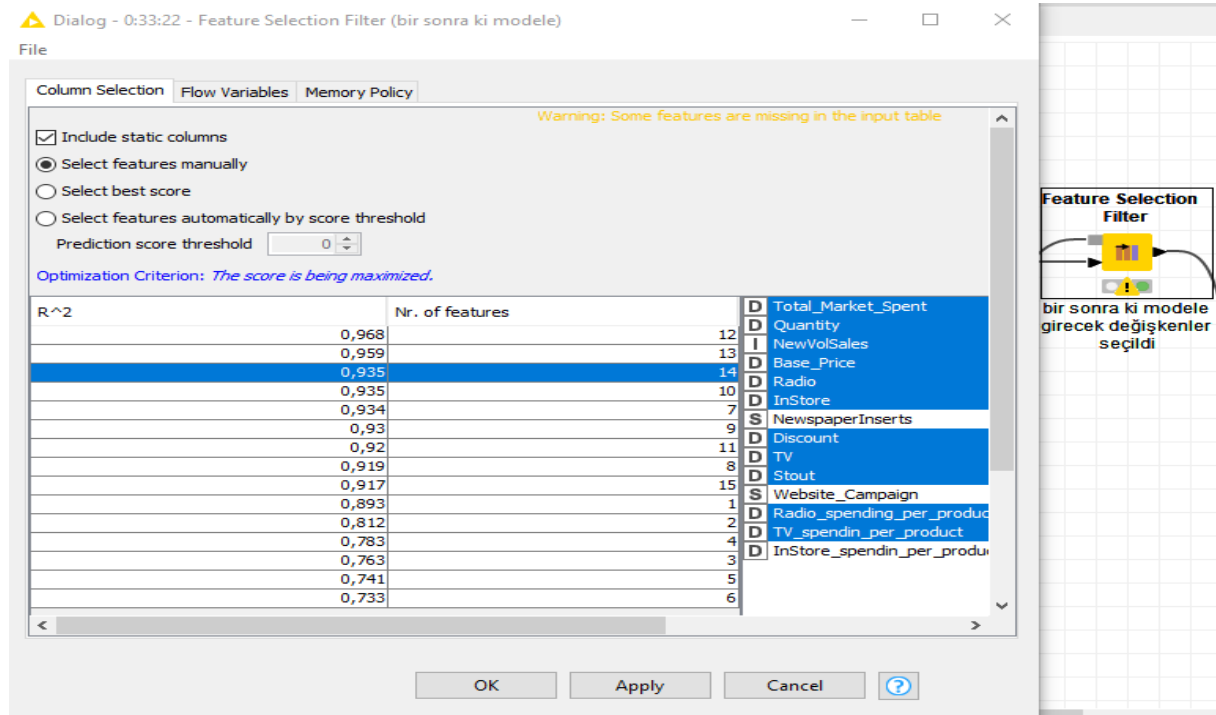 Dialog - 0:33:22 - Feature Selection Filter (bir sonra ki modele)
File
Column Selection Flow Variables Memory Policy
Warning: Some features are missing in the input table
Include static columns
Select features manually
Select best score
Select features automatically by score threshold
Prediction score threshold 0
Optimization Criterion: The score is being maximized.
R^2 Nr. of features
0,968 12
0,959 13
0,935 14
0,935 10
0,934 7
0,93 9
0,92 11
0,919 8
0,917 15
0,893 1
0,812 2
0,783 4
0,763 3
0,741 5
0,733 6
D Total_Market_Spent
D Quantity
I NewVolSales
D Base_Price
D Radio
D InStore
S NewspaperInserts
D Discount
D TV
D Stout
S Website_Campaign
D Radio_spending_per_produc
D TV_spendin_per_product
D InStore_spendin_per_produ
OK Apply Cancel ?
Feature Selection
Filter
bir sonra ki modele
girecek değişkenler
seçildi